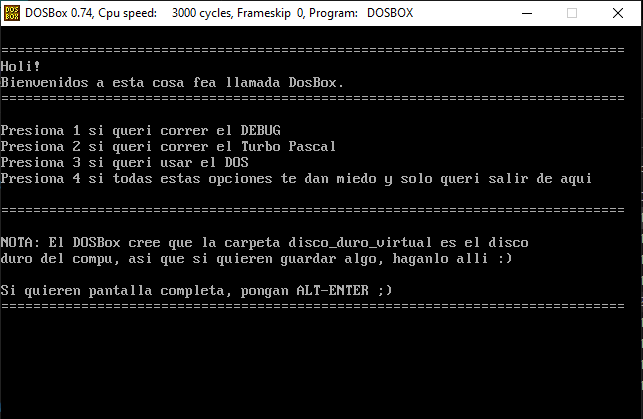 DOSBox 0.74, Cpu speed: 3000 cycles, Frameskip 0, Program: DOSBOX
==============================================================================
Holi!
Bienvenidos a esta cosa fea llamada DosBox.
==============================================================================
Presiona 1 si queri correr el DEBUG
Presiona 2 si queri correr el Turbo Pascal
Presiona 3 si queri usar el DOS
Presiona 4 si todas estas opciones te dan miedo y solo queri salir de aqui
==============================================================================
NOTA: El DOSBox cree que la carpeta disco_duro_virtual es el disco
duro del compu, asi que si quieren guardar algo, haganlo alli :)
Si quieren pantalla completa, pongan ALT-ENTER ;)
==============================================================================